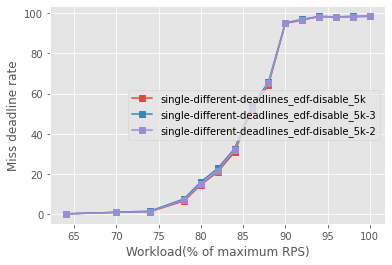 100
80
60
40
20
0
Miss deadline rate
single-different-deadlines_edf-disable_5k
single-different-deadlines_edf-disable_5k-3
single-different-deadlines_edf-disable_5k-2
65 70 75 80 85 90 95 100
Workload(% of maximum RPS)